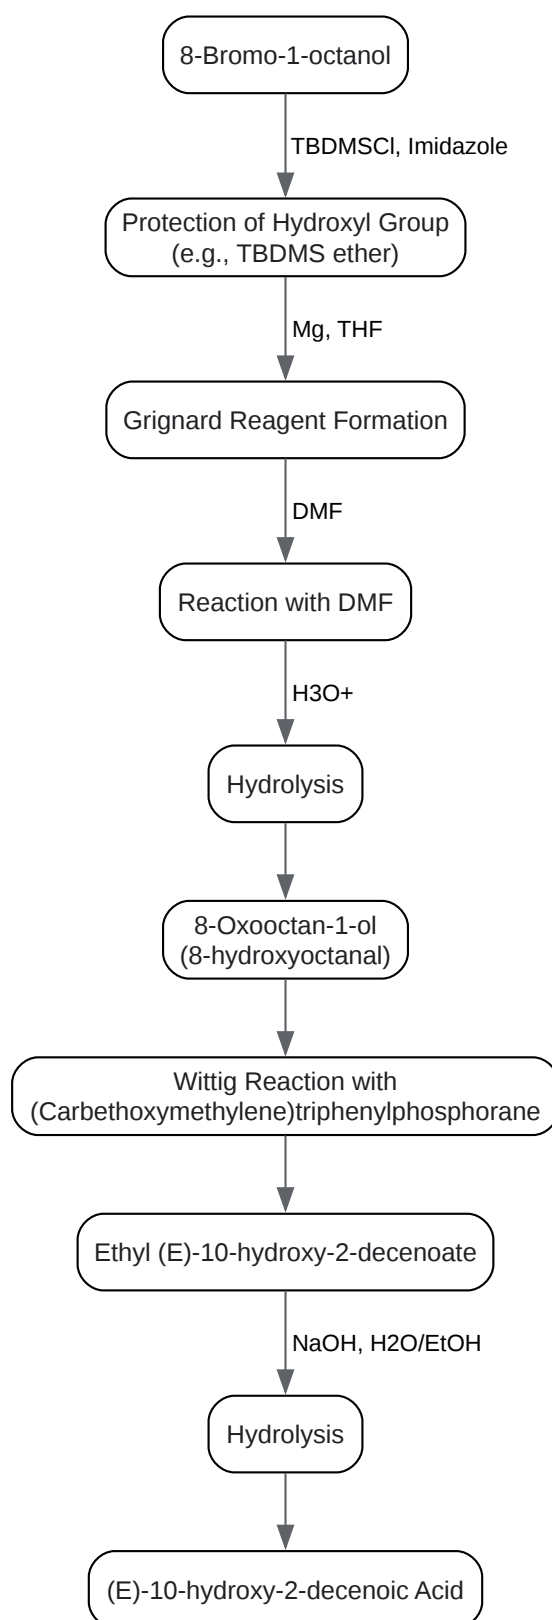 8-Bromo-1-octanol
TBDMSCl, Imidazole
Protection of Hydroxyl Group
(e.g., TBDMS ether)
Mg, THF
Grignard Reagent Formation
DMF
Reaction with DMF
H3O+
Hydrolysis
8-Oxooctan-1-ol
(8-hydroxyoctanal)
Wittig Reaction with
(Carbethoxymethylene)triphenylphosphorane
Ethyl (E)-10-hydroxy-2-decenoate
NaOH, H2O/EtOH
Hydrolysis
(E)-10-hydroxy-2-decenoic Acid